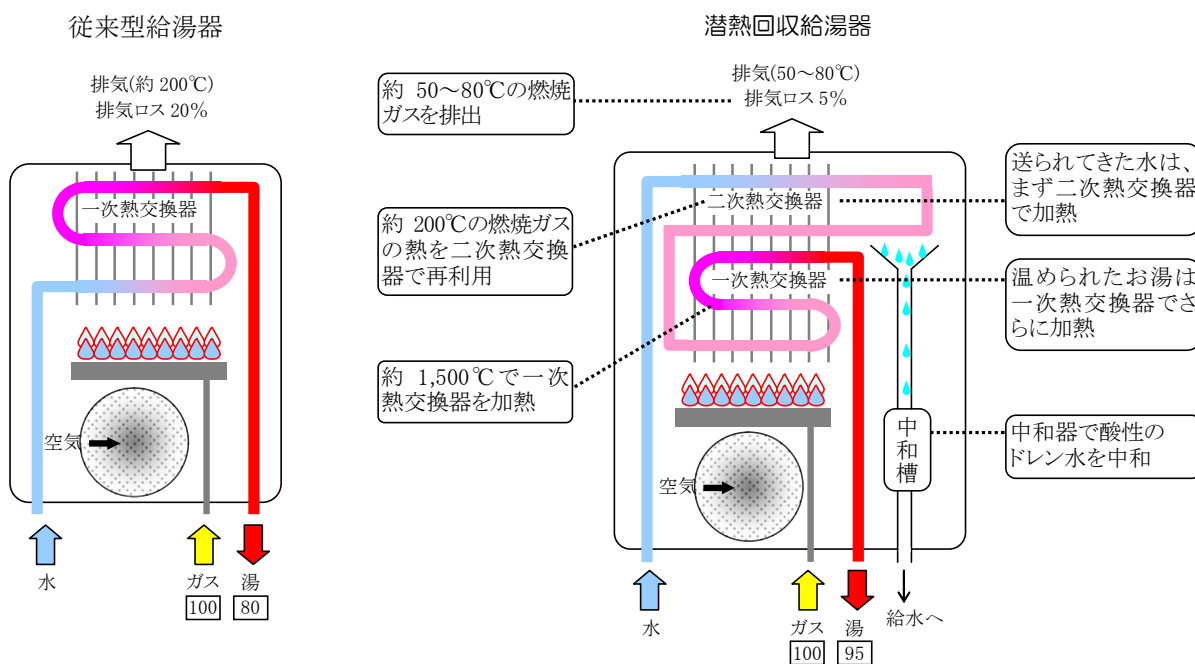 従来型給湯器
排気(約 200℃)
排気ロス 20%
一次熱交換器
空気
水
ガス
100
湯
80
潜熱回収給湯器
排気(50～80℃)
排気ロス 5%
約 50～80℃の燃焼
ガスを排出
約 200℃の燃焼ガス
の熱を二次熱交換
器で再利用
約 1,500℃で一次
熱交換器を加熱
二次熱交換器
一次熱交換器
空気
水
ガス
100
湯
95
中
和
槽
給水へ
送られてきた水は、
まず二次熱交換器
で加熱
温められたお湯は
一次熱交換器でさ
らに加熱
中和器で酸性の
ドレン水を中和